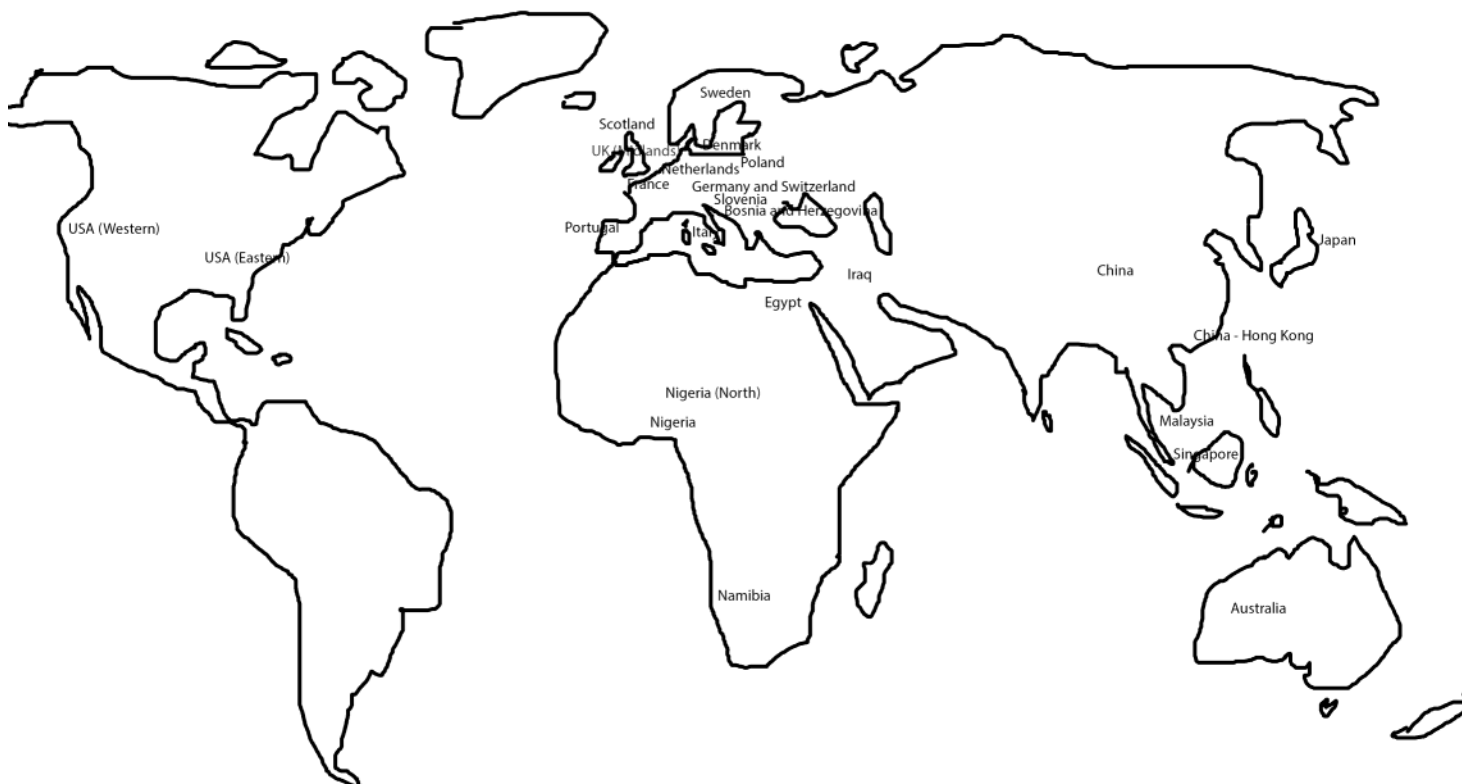 Sweden
Scotland
Denmark
UK (Midlands)
Poland
Netherlands
France
Germany and Switzerland
Slovenia
Bosnia and Herzegovina
Portugal
Italy
USA (Western)
USA (Eastern)
Japan
China
Iraq
Egypt
China - Hong Kong
Nigeria (North)
Nigeria
Malaysia
Singapore
Namibia
Australia